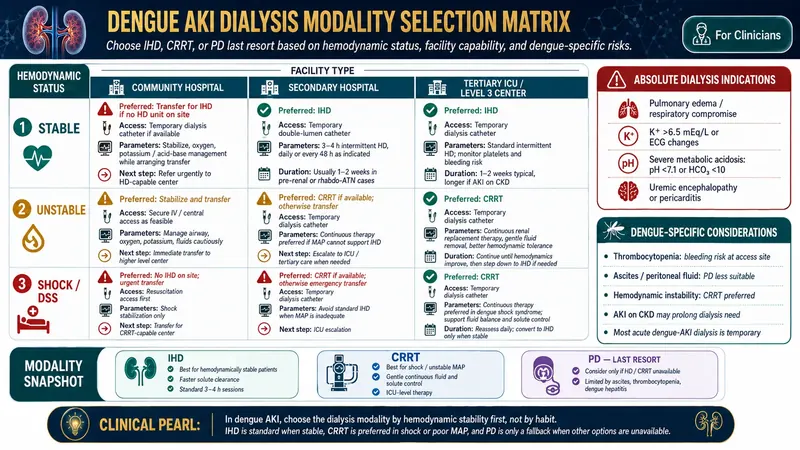 DENGUE AKI DIALYSIS MODALITY SELECTION MATRIX
Choose IHD, CRRT, or PD last resort based on hemodynamic status, facility capability, and dengue-specific risks.
For Clinicians
HEMODYNAMIC
STATUS
FACILITY TYPE
COMMUNITY HOSPITAL
SECONDARY HOSPITAL
TERTIARY ICU /
LEVEL 3 CENTER
1 STABLE
Preferred: Transfer for IHD
if no HD unit on site
Access: Temporary dialysis
catheter if available
Parameters: Stabilize, oxygen,
potassium / acid-base management
while arranging transfer
Next step: Refer urgently to
HD-capable center
Preferred: IHD
Access: Temporary
double-lumen catheter
Parameters: 3–4 h intermittent HD,
daily or every 48 h as indicated
Duration: Usually 1–2 weeks in
pre-renal or rhabdo-ATN cases
Preferred: IHD
Access: Temporary
dialysis catheter
Parameters: Standard intermittent
HD; monitor platelets and
bleeding risk
Duration: 1–2 weeks typical,
longer if AKI on CKD
2 UNSTABLE
Preferred: Stabilize and transfer
Access: Secure IV / central
access as feasible
Parameters: Manage airway,
oxygen, potassium, fluids cautiously
Next step: Immediate transfer to
higher level center
Preferred: CRRT if available;
otherwise transfer
Access: Temporary
dialysis catheter
Parameters: Continuous therapy
preferred if MAP cannot support IHD
Next step: Escalate to ICU /
tertiary care when needed
Preferred: CRRT
Access: Temporary
dialysis catheter
Parameters: Continuous renal
replacement therapy, gentle fluid
removal, better hemodynamic tolerance
Duration: Continue until hemodynamics
improve, then step down to IHD if needed
3 SHOCK /
DSS
Preferred: No IHD on site;
urgent transfer
Access: Resuscitation
access first
Parameters: Shock
stabilization only
Next step: Transfer for
CRRT-capable center
Preferred: CRRT if available;
otherwise emergency transfer
Access: Temporary
dialysis catheter
Parameters: Avoid standard IHD
when MAP is inadequate
Next step: ICU escalation
Preferred: CRRT
Access: Temporary
dialysis catheter
Parameters: Continuous therapy
preferred in dengue shock syndrome;
support fluid balance and solute control
Duration: Reassess daily; convert to IHD
only when stable
ABSOLUTE DIALYSIS INDICATIONS
Pulmonary edema /
respiratory compromise
K⁺
K⁺ >6.5 mEq/L or
ECG changes
pH
Severe metabolic acidosis:
pH <7.1 or HCO₃ <10
Uremic encephalopathy
or pericarditis
DENGUE-SPECIFIC CONSIDERATIONS
• Thrombocytopenia: bleeding risk at access site
• Ascites / peritoneal fluid: PD less suitable
• Hemodynamic instability: CRRT preferred
• AKI on CKD may prolong dialysis need
• Most acute dengue-AKI dialysis is temporary
MODALITY
SNAPSHOT
IHD
Best for hemodynamically stable patients
Faster solute clearance
Standard 3–4 h sessions
CRRT
Best for shock / unstable MAP
Gentle continuous fluid and
solute control
ICU-level therapy
PD — LAST RESORT
Consider only if HD / CRRT unavailable
Limited by ascites, thrombocytopenia,
dengue hepatitis
CLINICAL PEARL:
In dengue AKI, choose the dialysis modality by hemodynamic stability first, not by habit.
IHD is standard when stable, CRRT is preferred in shock or poor MAP, and PD is only a fallback when other options are unavailable.